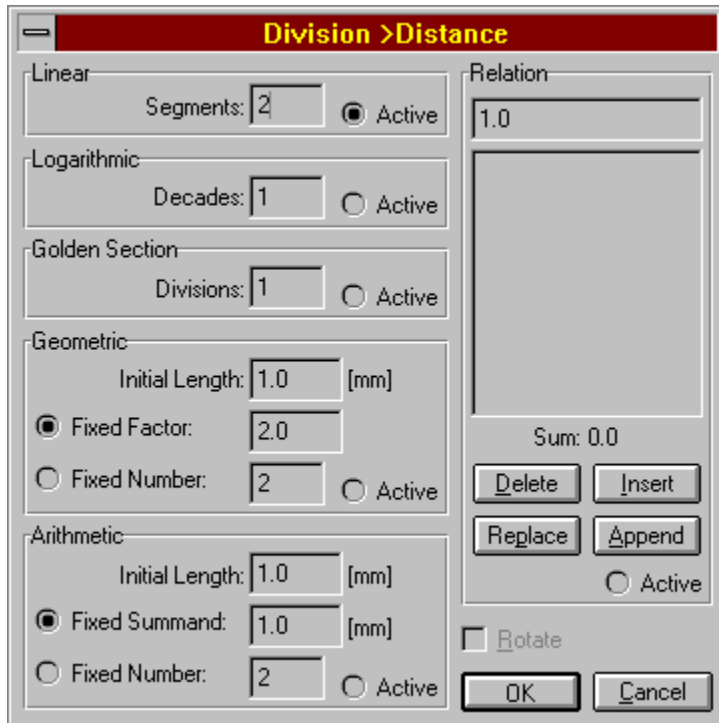 Division >Distance
Linear
Segments: 2
Active
Logarithmic
Decades: 1
Active
Golden Section
Divisions: 1
Active
Geometric
Initial Length: 1.0 [mm]
Fixed Factor: 2.0
Fixed Number: 2
Active
Arithmetic
Initial Length: 1.0 [mm]
Fixed Summand: 1.0 [mm]
Fixed Number: 2
Active
Relation
1.0
Sum: 0.0
Delete
Insert
Replace
Append
Active
Rotate
OK
Cancel